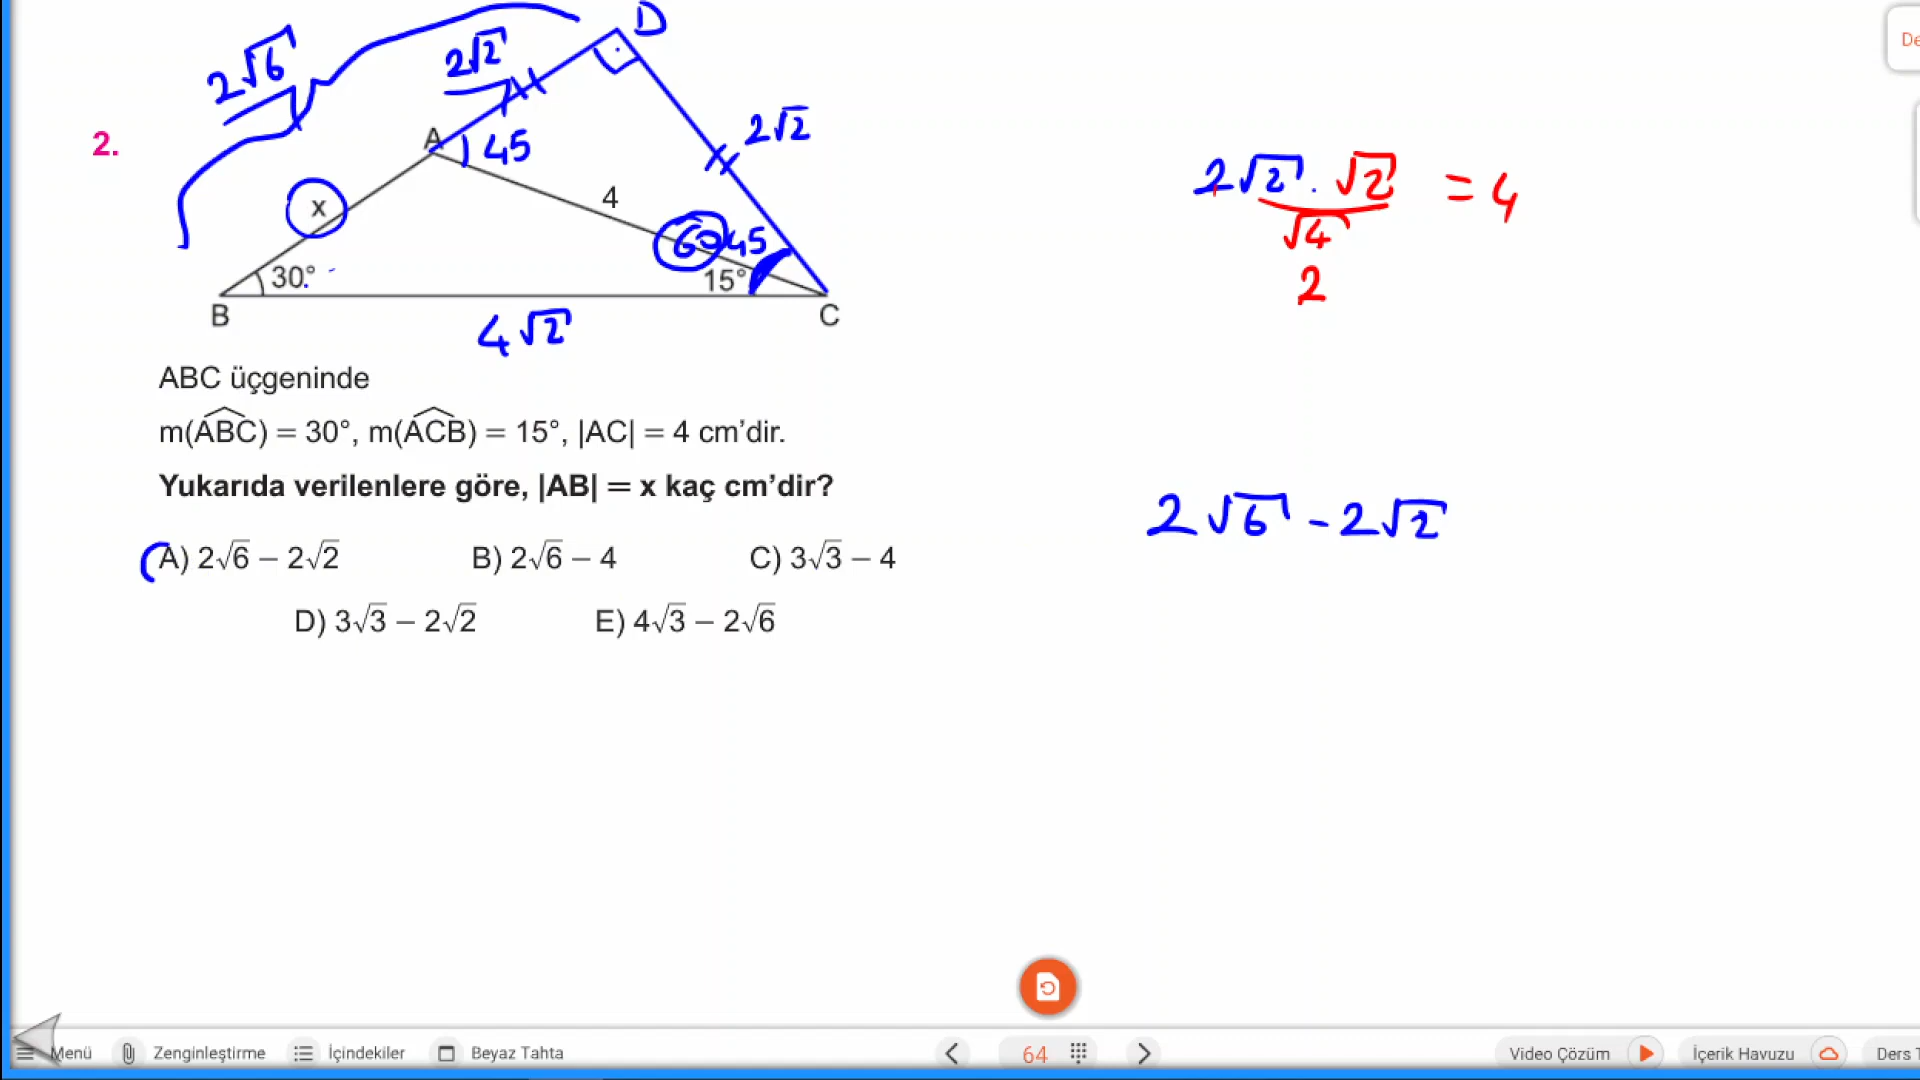 D
2√6
2√2
2.
A
45
2√2
x
4
60
45
30°
15°
B
C
4√2
2√2 . √2 = 4
√4
2
ABC üçgeninde
m(ABC) = 30°, m(ACB) = 15°, |AC| = 4 cm’dir.
Yukarıda verilenlere göre, |AB| = x kaç cm’dir?
2√6 - 2√2
A) 2√6 – 2√2 B) 2√6 – 4 C) 3√3 – 4
D) 3√3 – 2√2 E) 4√3 – 2√6
De
Menü Zenginleştirme İçindekiler Beyaz Tahta 64 Video Çözüm İçerik Havuzu Ders